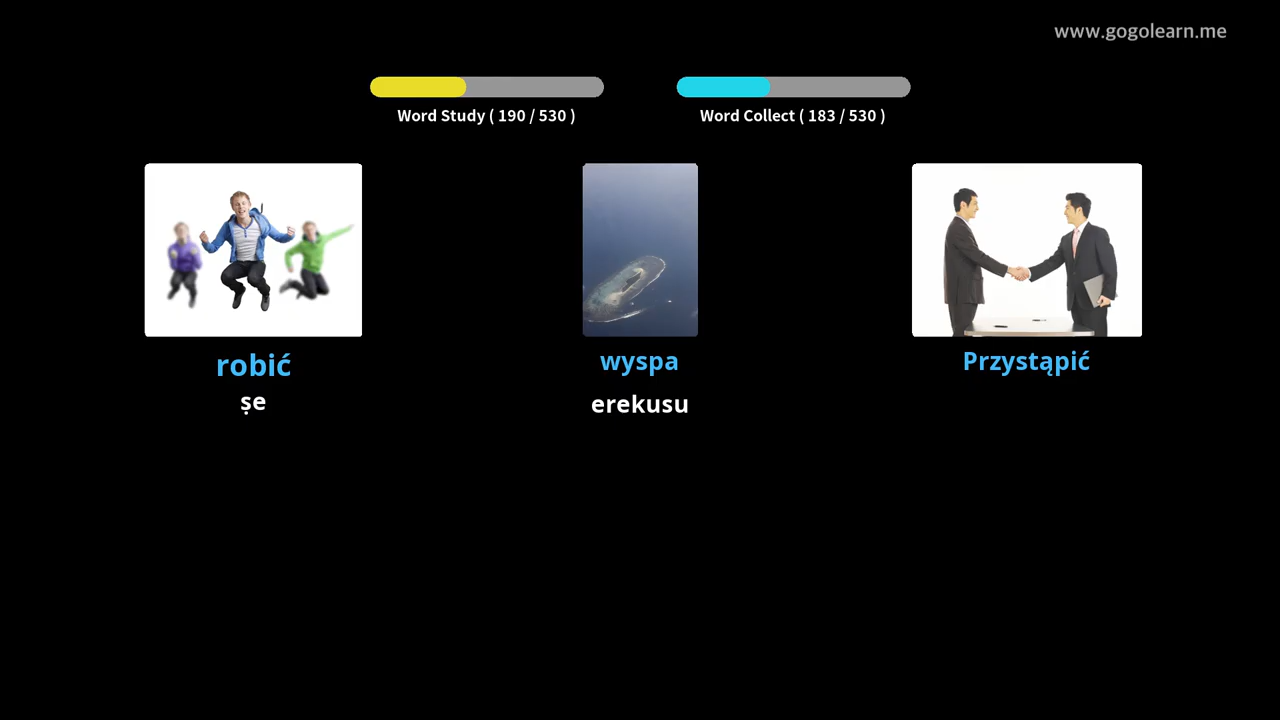 www.gogolearn.me
Word Study ( 190 / 530 )
Word Collect ( 183 / 530 )
robić
wyspa
Przystąpić
ṣe
erekusu